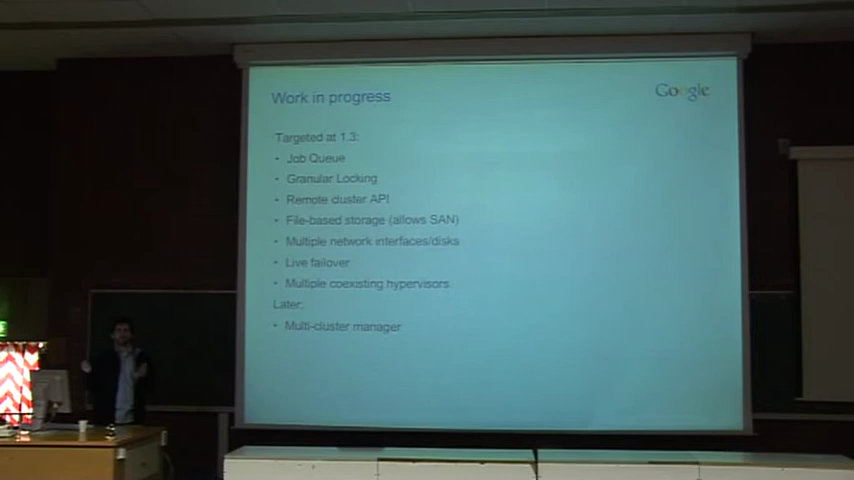 Work in progress
Google
Targeted at 1.3:
• Job Queue
• Granular Locking
• Remote cluster API
• File-based storage (allows SAN)
• Multiple network interfaces/disks
• Live failover
• Multiple coexisting hypervisors
Later:
• Multi-cluster manager